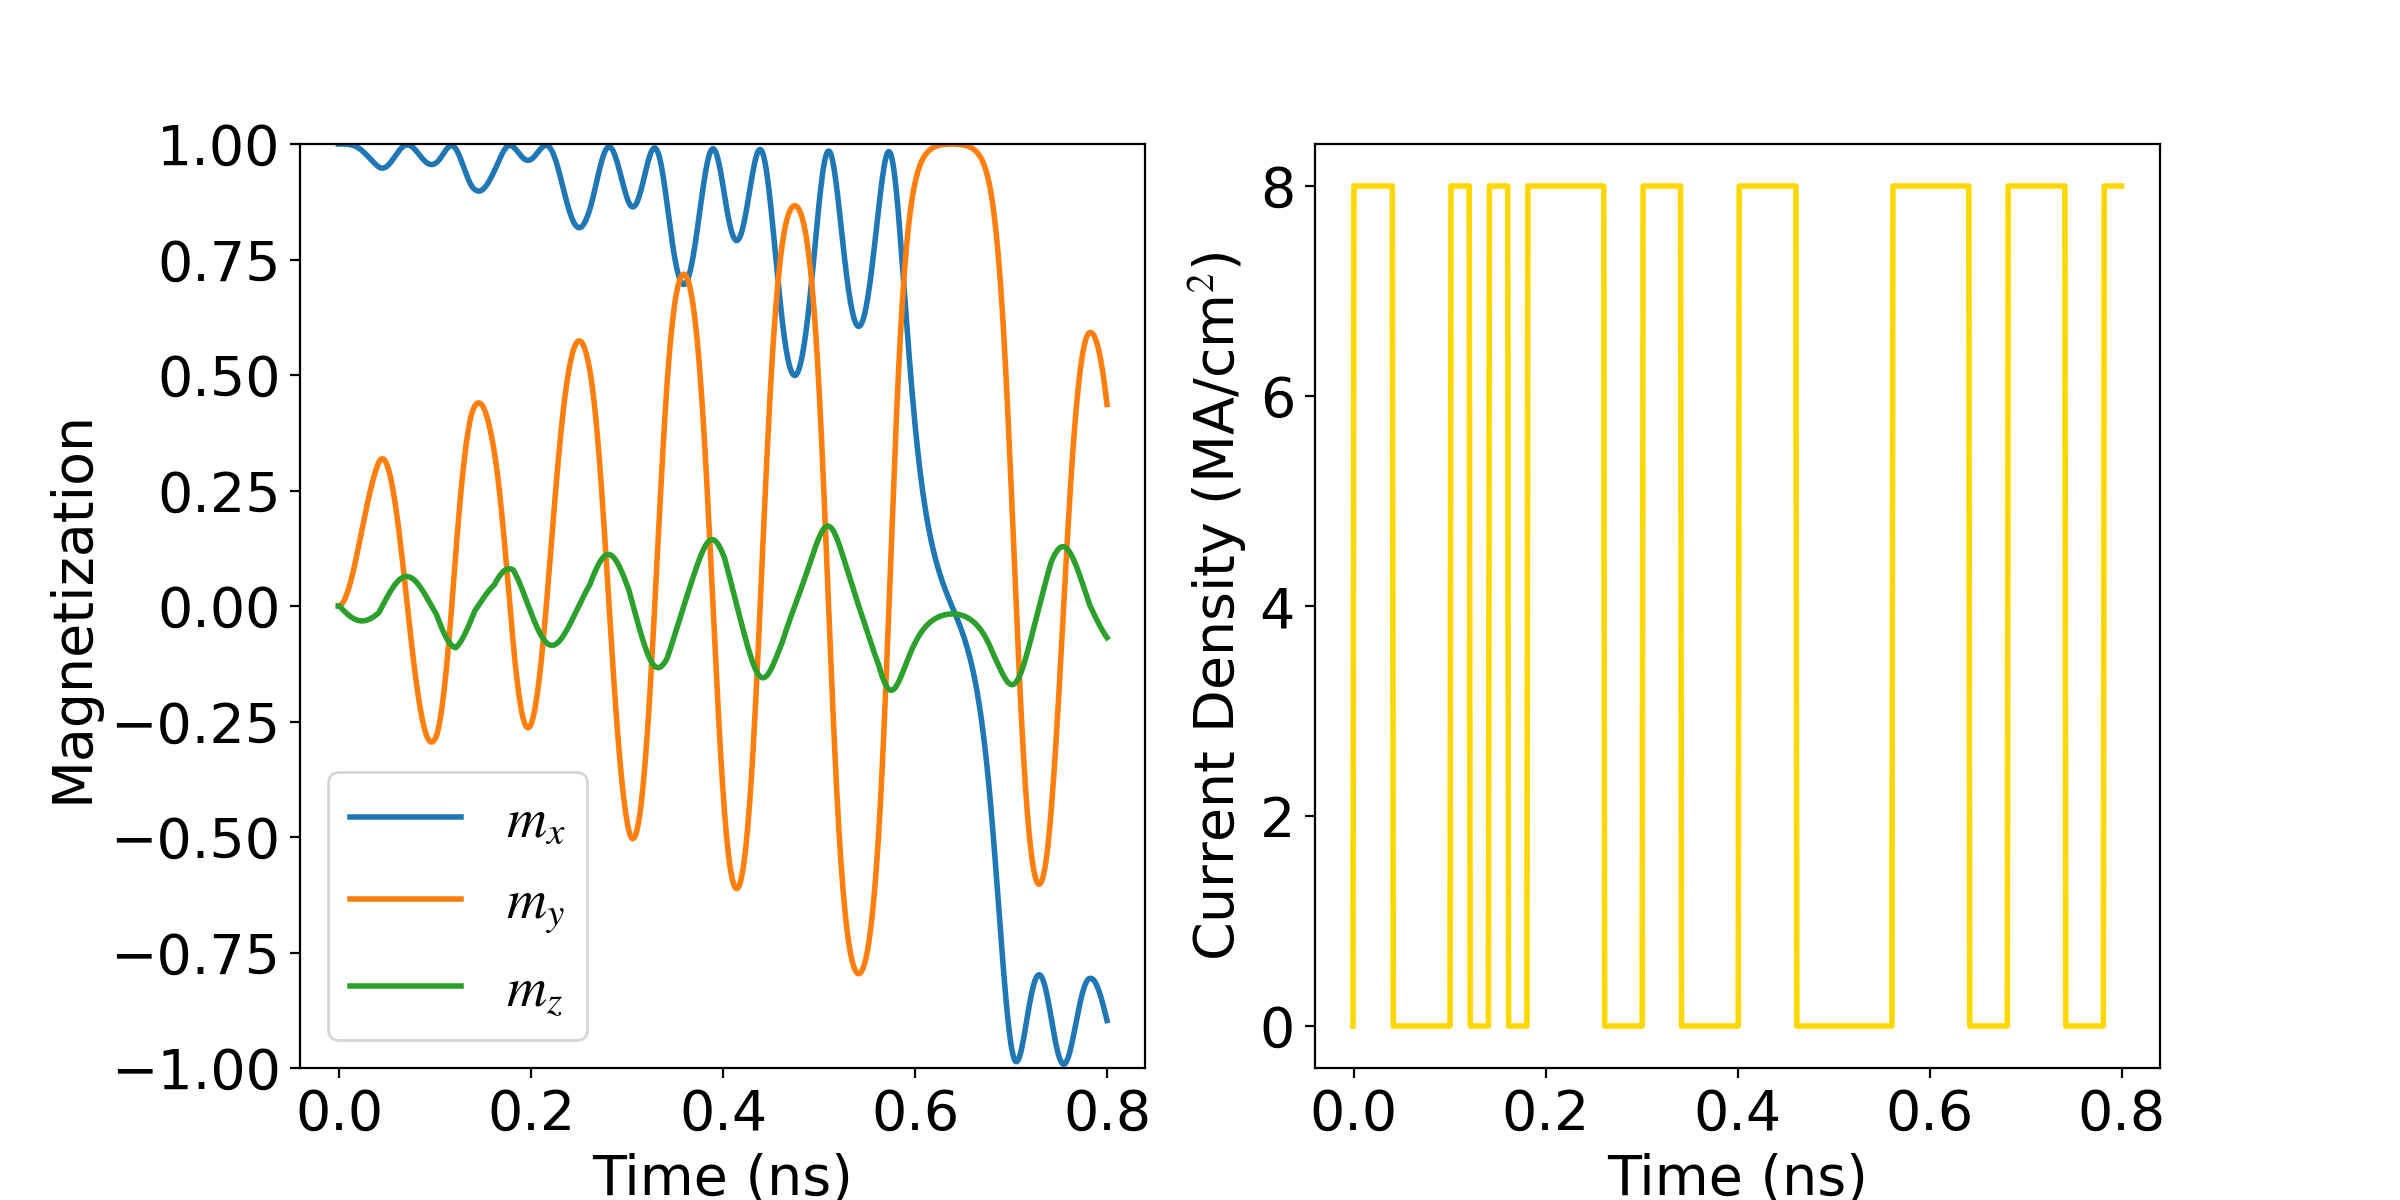 1.00
0.75
0.50
0.25
0.00
−0.25
−0.50
−0.75
−1.00
Magnetization
m_x
m_y
m_z
0.0 0.2 0.4 0.6 0.8
Time (ns)
8
6
4
2
0
Current Density (MA/cm²)
0.0 0.2 0.4 0.6 0.8
Time (ns)